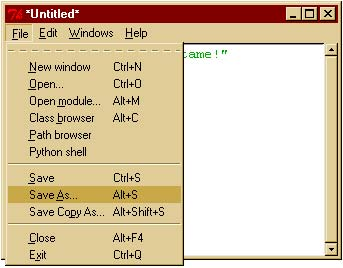 *Untitled*
File Edit Windows Help
ame!"
New window Ctrl+N
Open... Ctrl+O
Open module... Alt+M
Class browser Alt+C
Path browser
Python shell
Save Ctrl+S
Save As... Alt+S
Save Copy As... Alt+Shift+S
Close Alt+F4
Exit Ctrl+Q